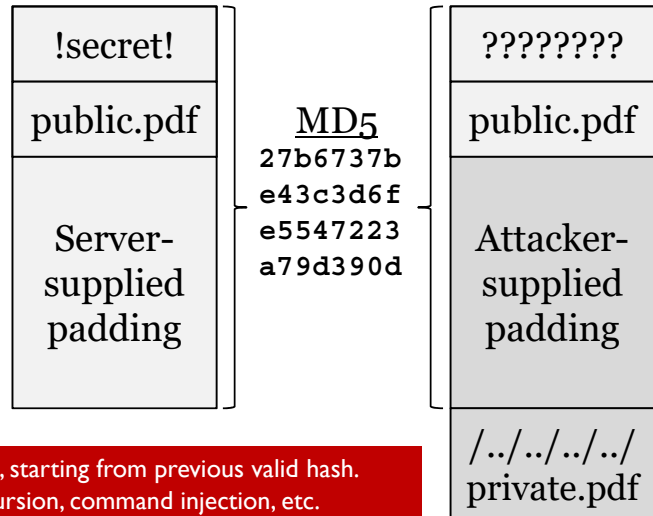 !secret!
public.pdf
Server-
supplied
padding
MD5
27b6737b
e43c3d6f
e5547223
a79d390d
????????
public.pdf
Attacker-
supplied
padding
/../../../../
private.pdf
, starting from previous valid hash.
ursion, command injection, etc.